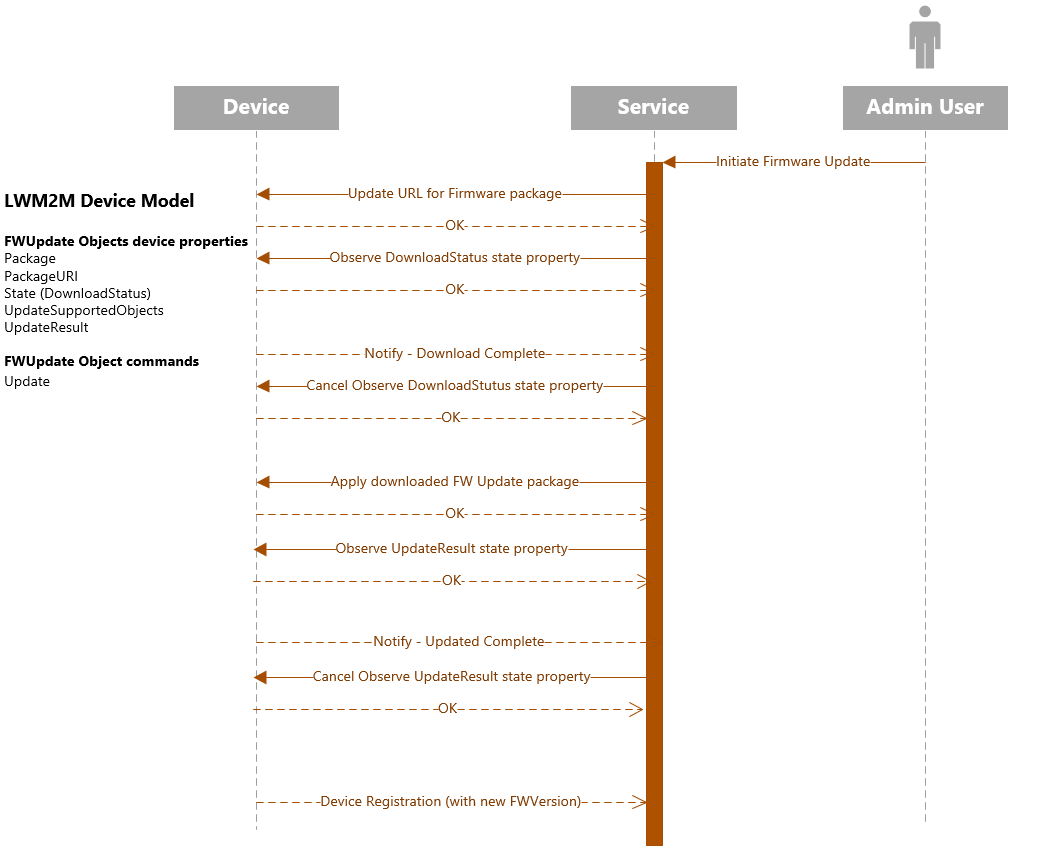 Device
Service
Admin User
Initiate Firmware Update
Update URL for Firmware package
LWM2M Device Model
OK
FWUpdate Objects device properties
Package
Observe DownloadStatus state property
PackageURI
State (DownloadStatus)
OK
UpdateSupportedObjects
UpdateResult
Notify - Download Complete
FWUpdate Object commands
Update
Cancel Observe DownloadStutus state property
OK
Apply downloaded FW Update package
OK
Observe UpdateResult state property
OK
Notify - Updated Complete
Cancel Observe UpdateResult state property
OK
Device Registration (with new FWVersion)